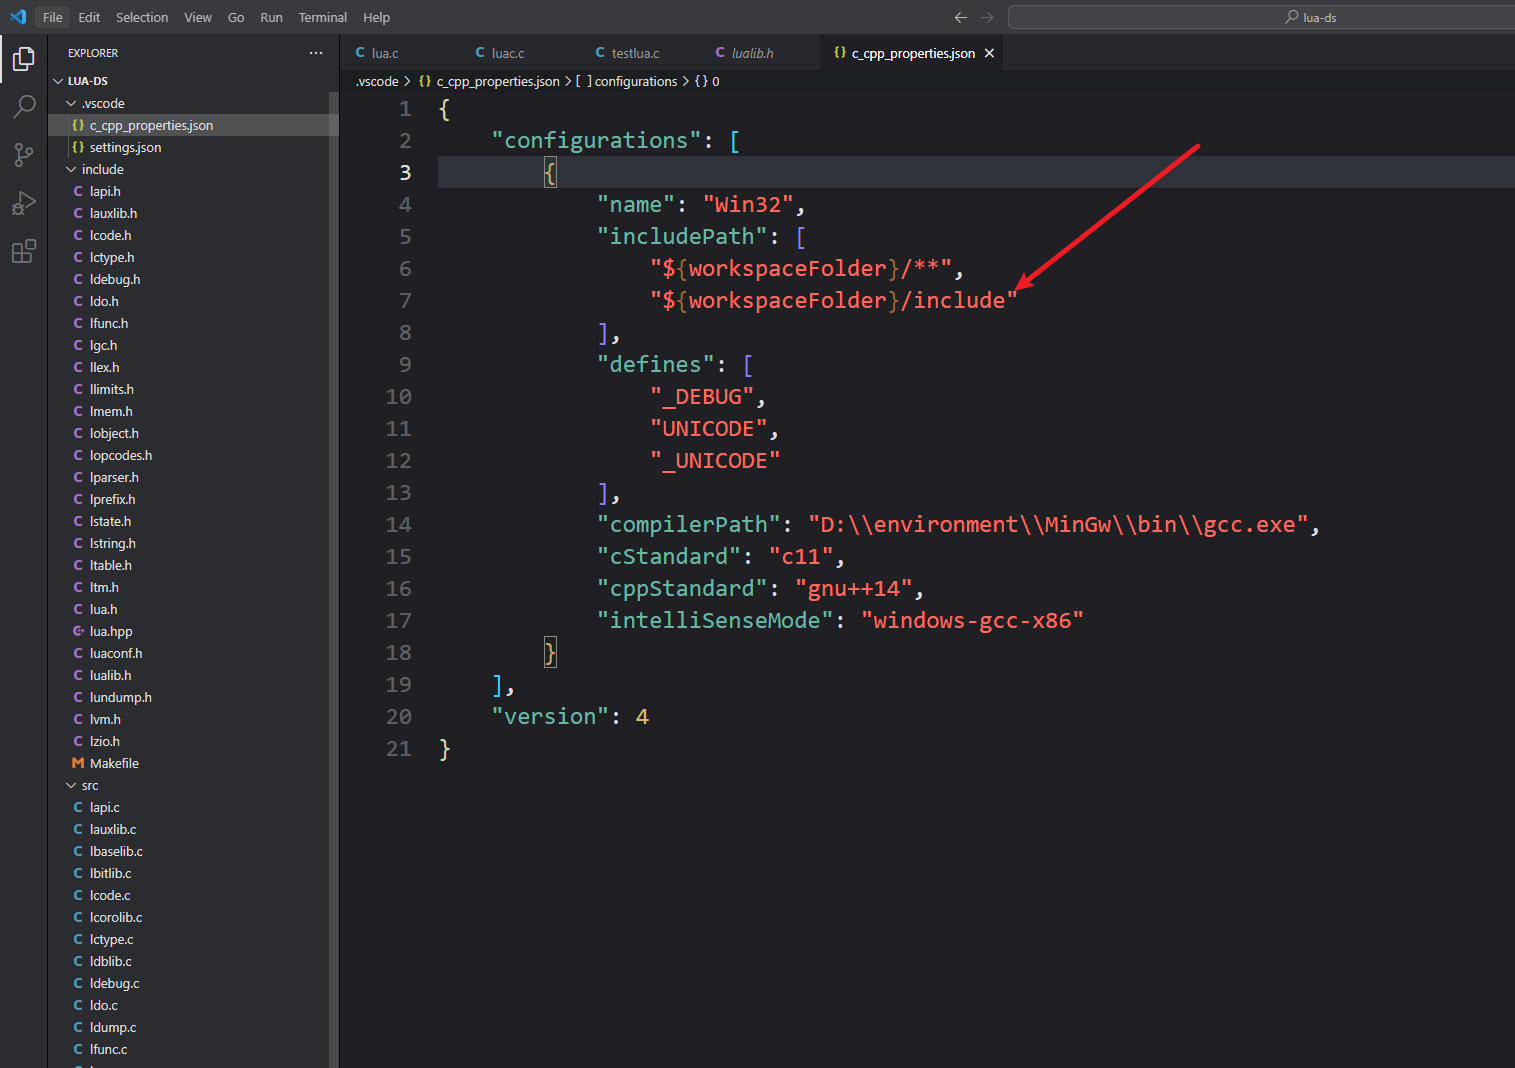 File Edit Selection View Go Run Terminal Help
lua-ds
EXPLORER
LUA-DS
.vscode
c_cpp_properties.json
settings.json
include
lapi.h
lauxlib.h
lcode.h
lctype.h
ldebug.h
ldo.h
lfunc.h
lgc.h
llex.h
llimits.h
lmem.h
lobject.h
lopcodes.h
lparser.h
lprefix.h
lstate.h
lstring.h
ltable.h
ltm.h
lua.h
lua.hpp
luaconf.h
lualib.h
lundump.h
lvm.h
lzio.h
Makefile
src
lapi.c
lauxlib.c
lbaselib.c
lbitlib.c
lcode.c
lcorolib.c
lctype.c
ldblib.c
ldebug.c
ldo.c
ldump.c
lfunc.c
lua.c luac.c testlua.c lualib.h c_cpp_properties.json
.vscode > {} c_cpp_properties.json > [ ] configurations > {} 0
1 {
2 "configurations": [
3 {
4 "name": "Win32",
5 "includePath": [
6 "${workspaceFolder}/**",
7 "${workspaceFolder}/include"
8 ],
9 "defines": [
10 "_DEBUG",
11 "UNICODE",
12 "_UNICODE"
13 ],
14 "compilerPath": "D:\\environment\\MinGw\\bin\\gcc.exe",
15 "cStandard": "c11",
16 "cppStandard": "gnu++14",
17 "intelliSenseMode": "windows-gcc-x86"
18 }
19 ],
20 "version": 4
21 }